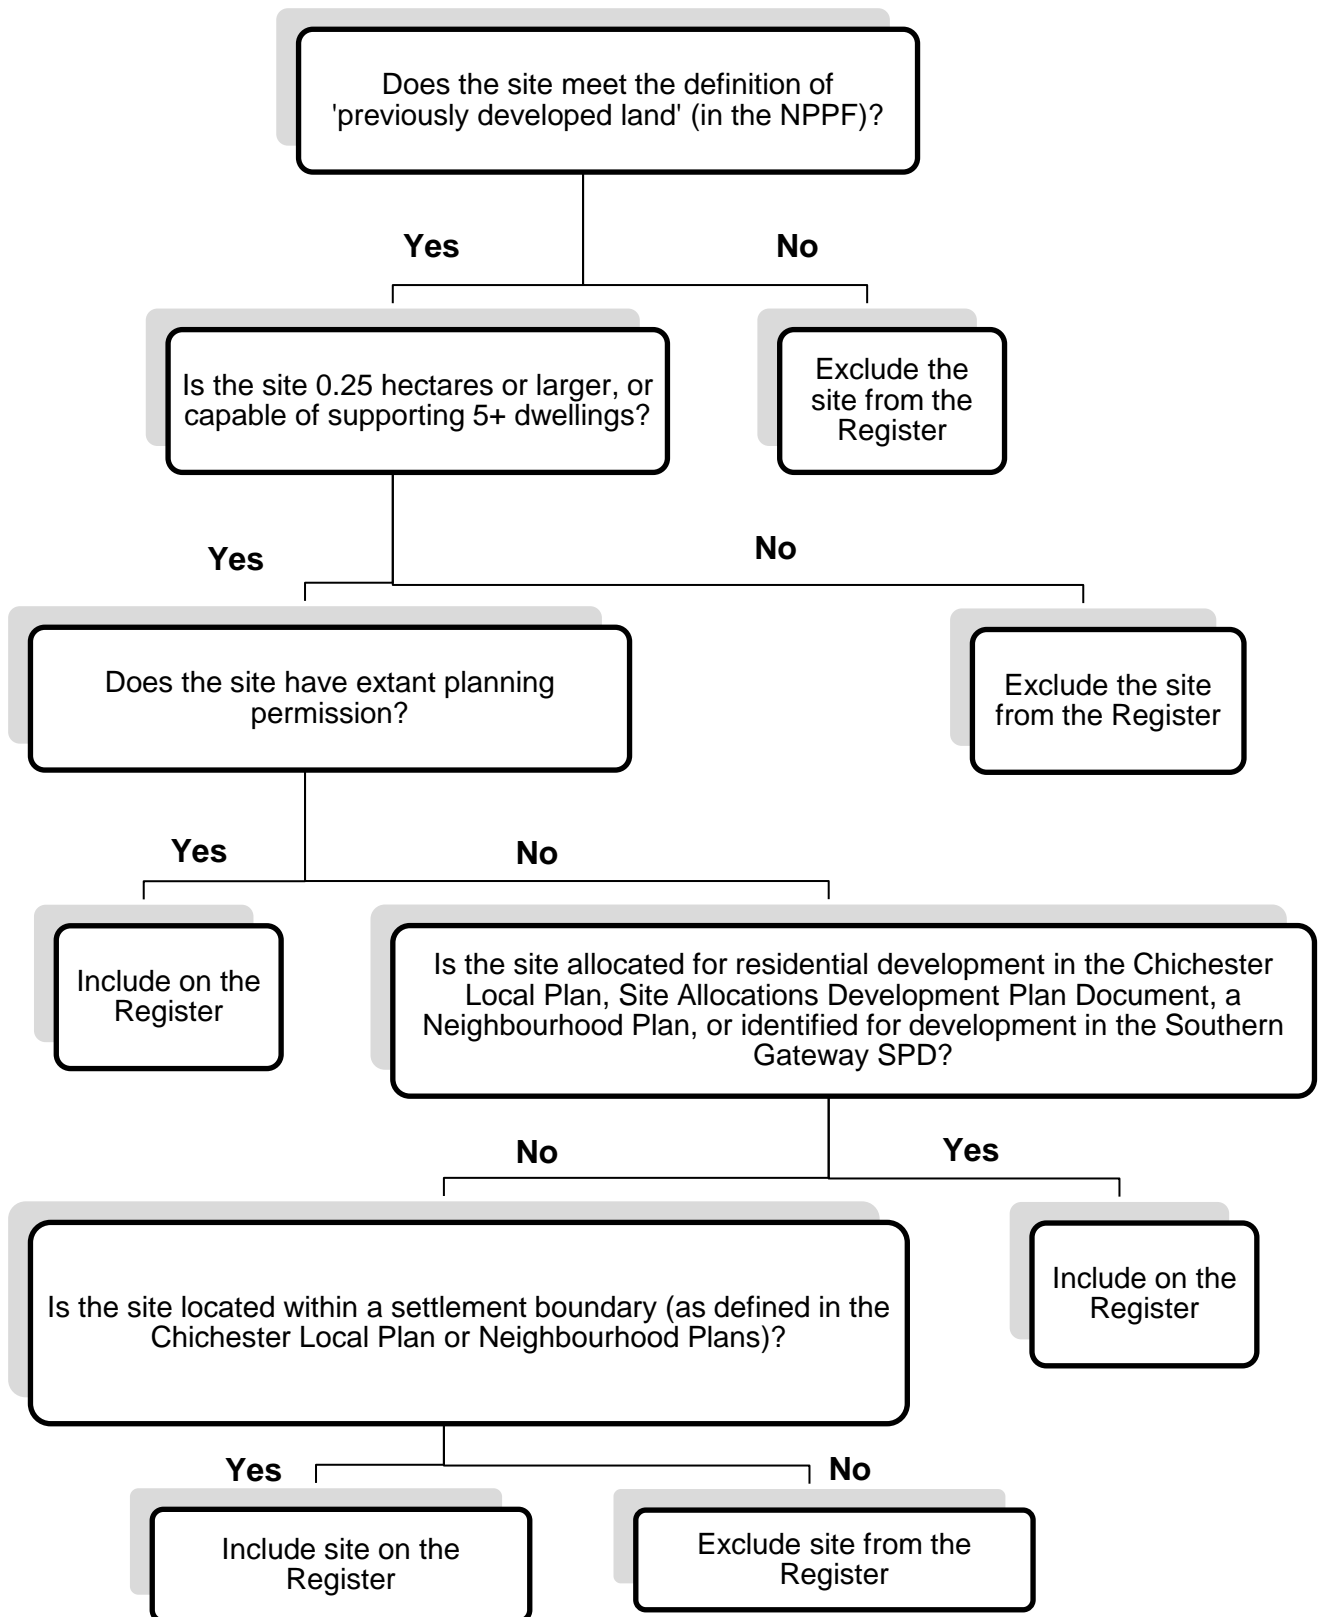 Does the site meet the definition of
'previously developed land' (in the NPPF)?
Yes
No
Is the site 0.25 hectares or larger, or
capable of supporting 5+ dwellings?
Exclude the
site from the
Register
Yes
No
Does the site have extant planning
permission?
Exclude the site
from the Register
Yes
No
Include on the
Register
Is the site allocated for residential development in the Chichester
Local Plan, Site Allocations Development Plan Document, a
Neighbourhood Plan, or identified for development in the Southern
Gateway SPD?
No
Yes
Is the site located within a settlement boundary (as defined in the
Chichester Local Plan or Neighbourhood Plans)?
Include on the
Register
Yes
No
Include site on the
Register
Exclude site from the
Register